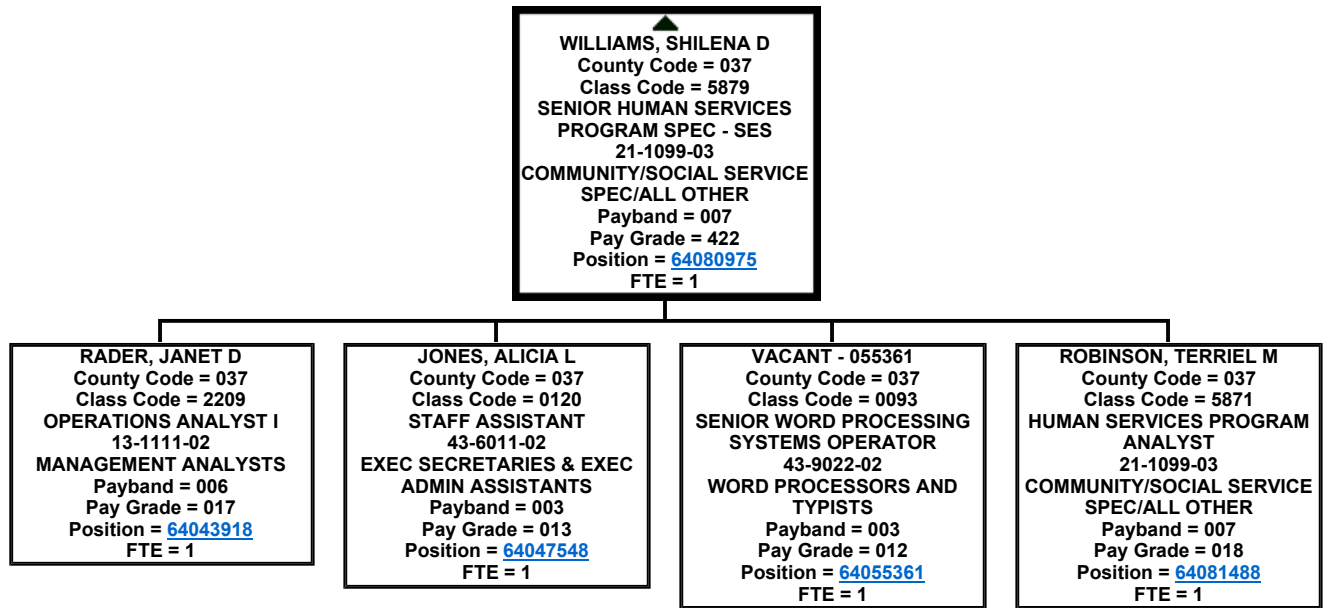 WILLIAMS, SHILENA D
County Code = 037
Class Code = 5879
SENIOR HUMAN SERVICES
PROGRAM SPEC - SES
21-1099-03
COMMUNITY/SOCIAL SERVICE
SPEC/ALL OTHER
Payband = 007
Pay Grade = 422
Position = 64080975
FTE = 1
RADER, JANET D
County Code = 037
Class Code = 2209
OPERATIONS ANALYST I
13-1111-02
MANAGEMENT ANALYSTS
Payband = 006
Pay Grade = 017
Position = 64043918
FTE = 1
JONES, ALICIA L
County Code = 037
Class Code = 0120
STAFF ASSISTANT
43-6011-02
EXEC SECRETARIES & EXEC
ADMIN ASSISTANTS
Payband = 003
Pay Grade = 013
Position = 64047548
FTE = 1
VACANT - 055361
County Code = 037
Class Code = 0093
SENIOR WORD PROCESSING
SYSTEMS OPERATOR
43-9022-02
WORD PROCESSORS AND
TYPISTS
Payband = 003
Pay Grade = 012
Position = 64055361
FTE = 1
ROBINSON, TERRIEL M
County Code = 037
Class Code = 5871
HUMAN SERVICES PROGRAM
ANALYST
21-1099-03
COMMUNITY/SOCIAL SERVICE
SPEC/ALL OTHER
Payband = 007
Pay Grade = 018
Position = 64081488
FTE = 1